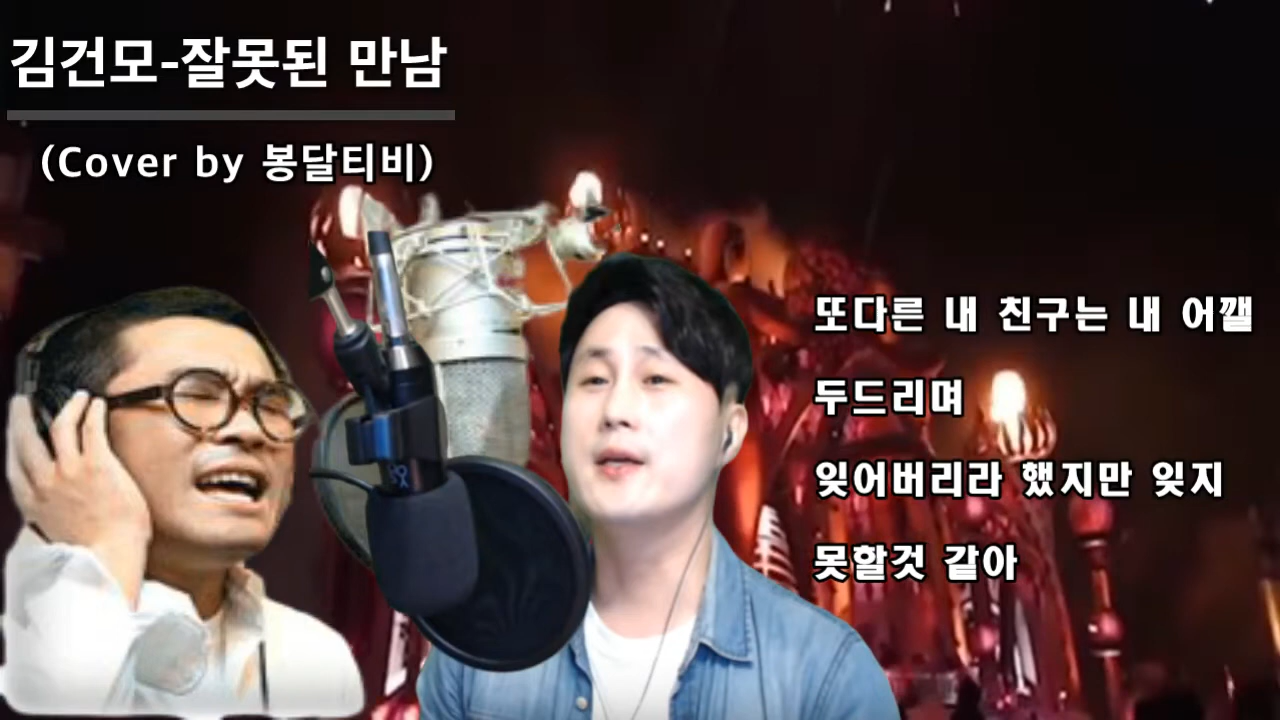 김건모-잘못된 만남
(Cover by 봉달티비)
또다른 내 친구는 내 어깰
두드리며
잊어버리라 했지만 잊지
못할것 같아